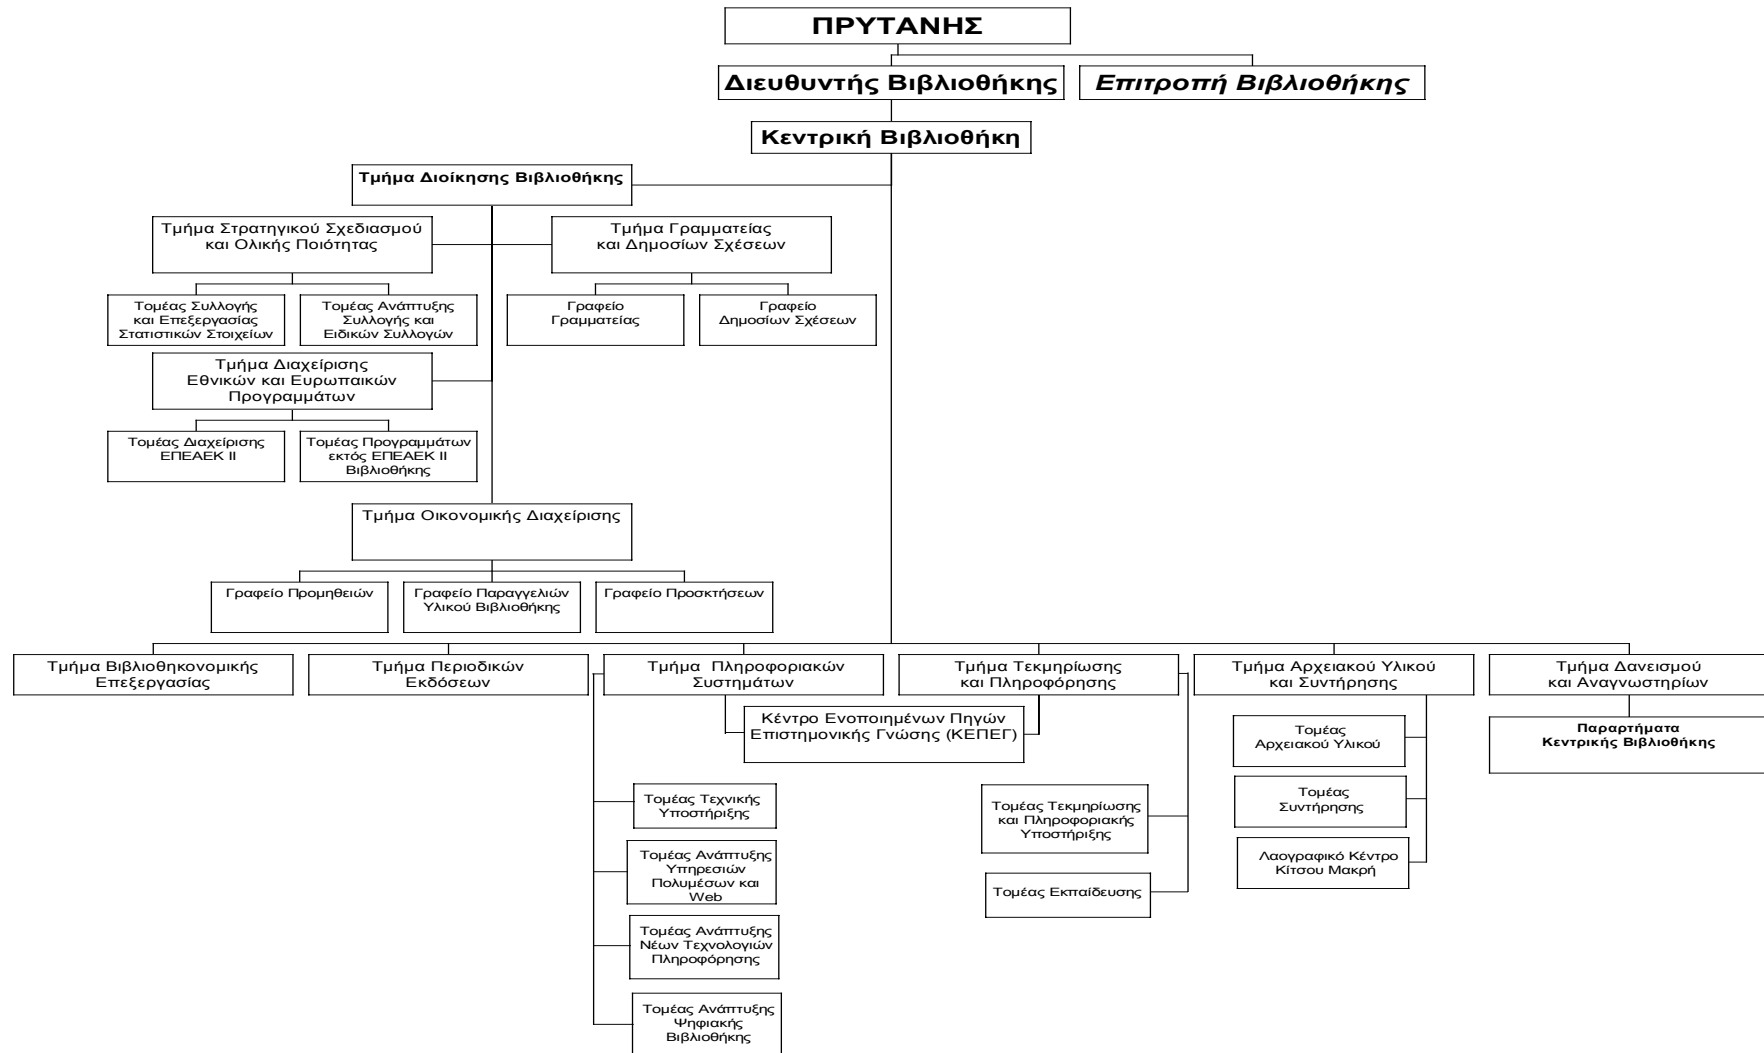 ΠΡΥΤΑΝΗΣ
Διευθυντής Βιβλιοθήκης
Επιτροπή Βιβλιοθήκης
Κεντρική Βιβλιοθήκη
Τμήμα Διοίκησης Βιβλιοθήκης
Τμήμα Στρατηγικού Σχεδιασμού
και Ολικής Ποιότητας
Τμήμα Γραμματείας
και Δημοσίων Σχέσεων
Τομέας Συλλογής
και Επεξεργασίας
Στατιστικών Στοιχείων
Τομέας Ανάπτυξης
Συλλογής και
Ειδικών Συλλογών
Γραφείο
Γραμματείας
Γραφείο
Δημοσίων Σχέσεων
Τμήμα Διαχείρισης
Εθνικών και Ευρωπαικών
Προγραμμάτων
Τομέας Διαχείρισης
ΕΠΕΑΕΚ ΙΙ
Τομέας Προγραμμάτων
εκτός ΕΠΕΑΕΚ ΙΙ
Βιβλιοθήκης
Τμήμα Οικονομικής Διαχείρισης
Γραφείο Προμηθειών
Γραφείο Παραγγελιών
Υλικού Βιβλιοθήκης
Γραφείο Προσκτήσεων
Τμήμα Βιβλιοθηκονομικής
Επεξεργασίας
Τμήμα Περιοδικών
Εκδόσεων
Τμήμα Πληροφοριακών
Συστημάτων
Τμήμα Τεκμηρίωσης
και Πληροφόρησης
Τμήμα Αρχειακού Υλικού
και Συντήρησης
Τμήμα Δανεισμού
και Αναγνωστηρίων
Κέντρο Ενοποιημένων Πηγών
Επιστημονικής Γνώσης (ΚΕΠΕΓ)
Τομέας
Αρχειακού Υλικού
Παραρτήματα
Κεντρικής Βιβλιοθήκης
Τομέας Τεχνικής
Υποστήριξης
Τομέας Τεκμηρίωσης
και Πληροφοριακής
Υποστήριξης
Τομέας
Συντήρησης
Τομέας Ανάπτυξης
Υπηρεσιών
Πολυμέσων και
Web
Τομέας Εκπαίδευσης
Λαογραφικό Κέντρο
Κίτσου Μακρή
Τομέας Ανάπτυξης
Νέων Τεχνολογιών
Πληροφόρησης
Τομέας Ανάπτυξης
Ψηφιακής
Βιβλιοθήκης